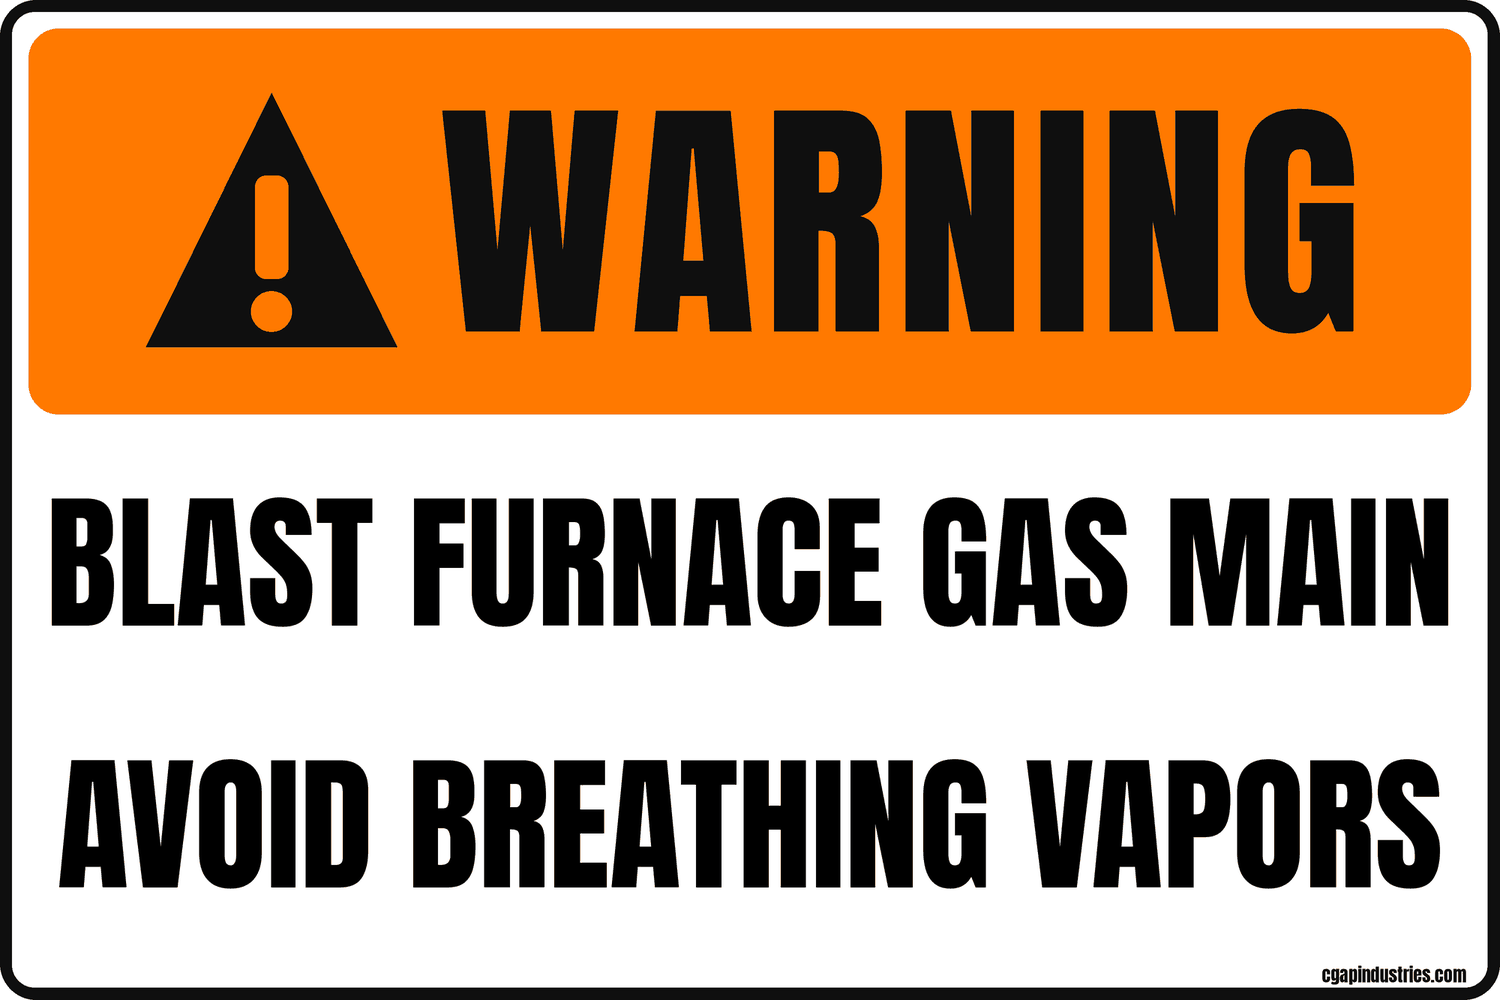 WARNING
BLAST FURNACE GAS MAIN
AVOID BREATHING VAPORS
cgapindustries.com